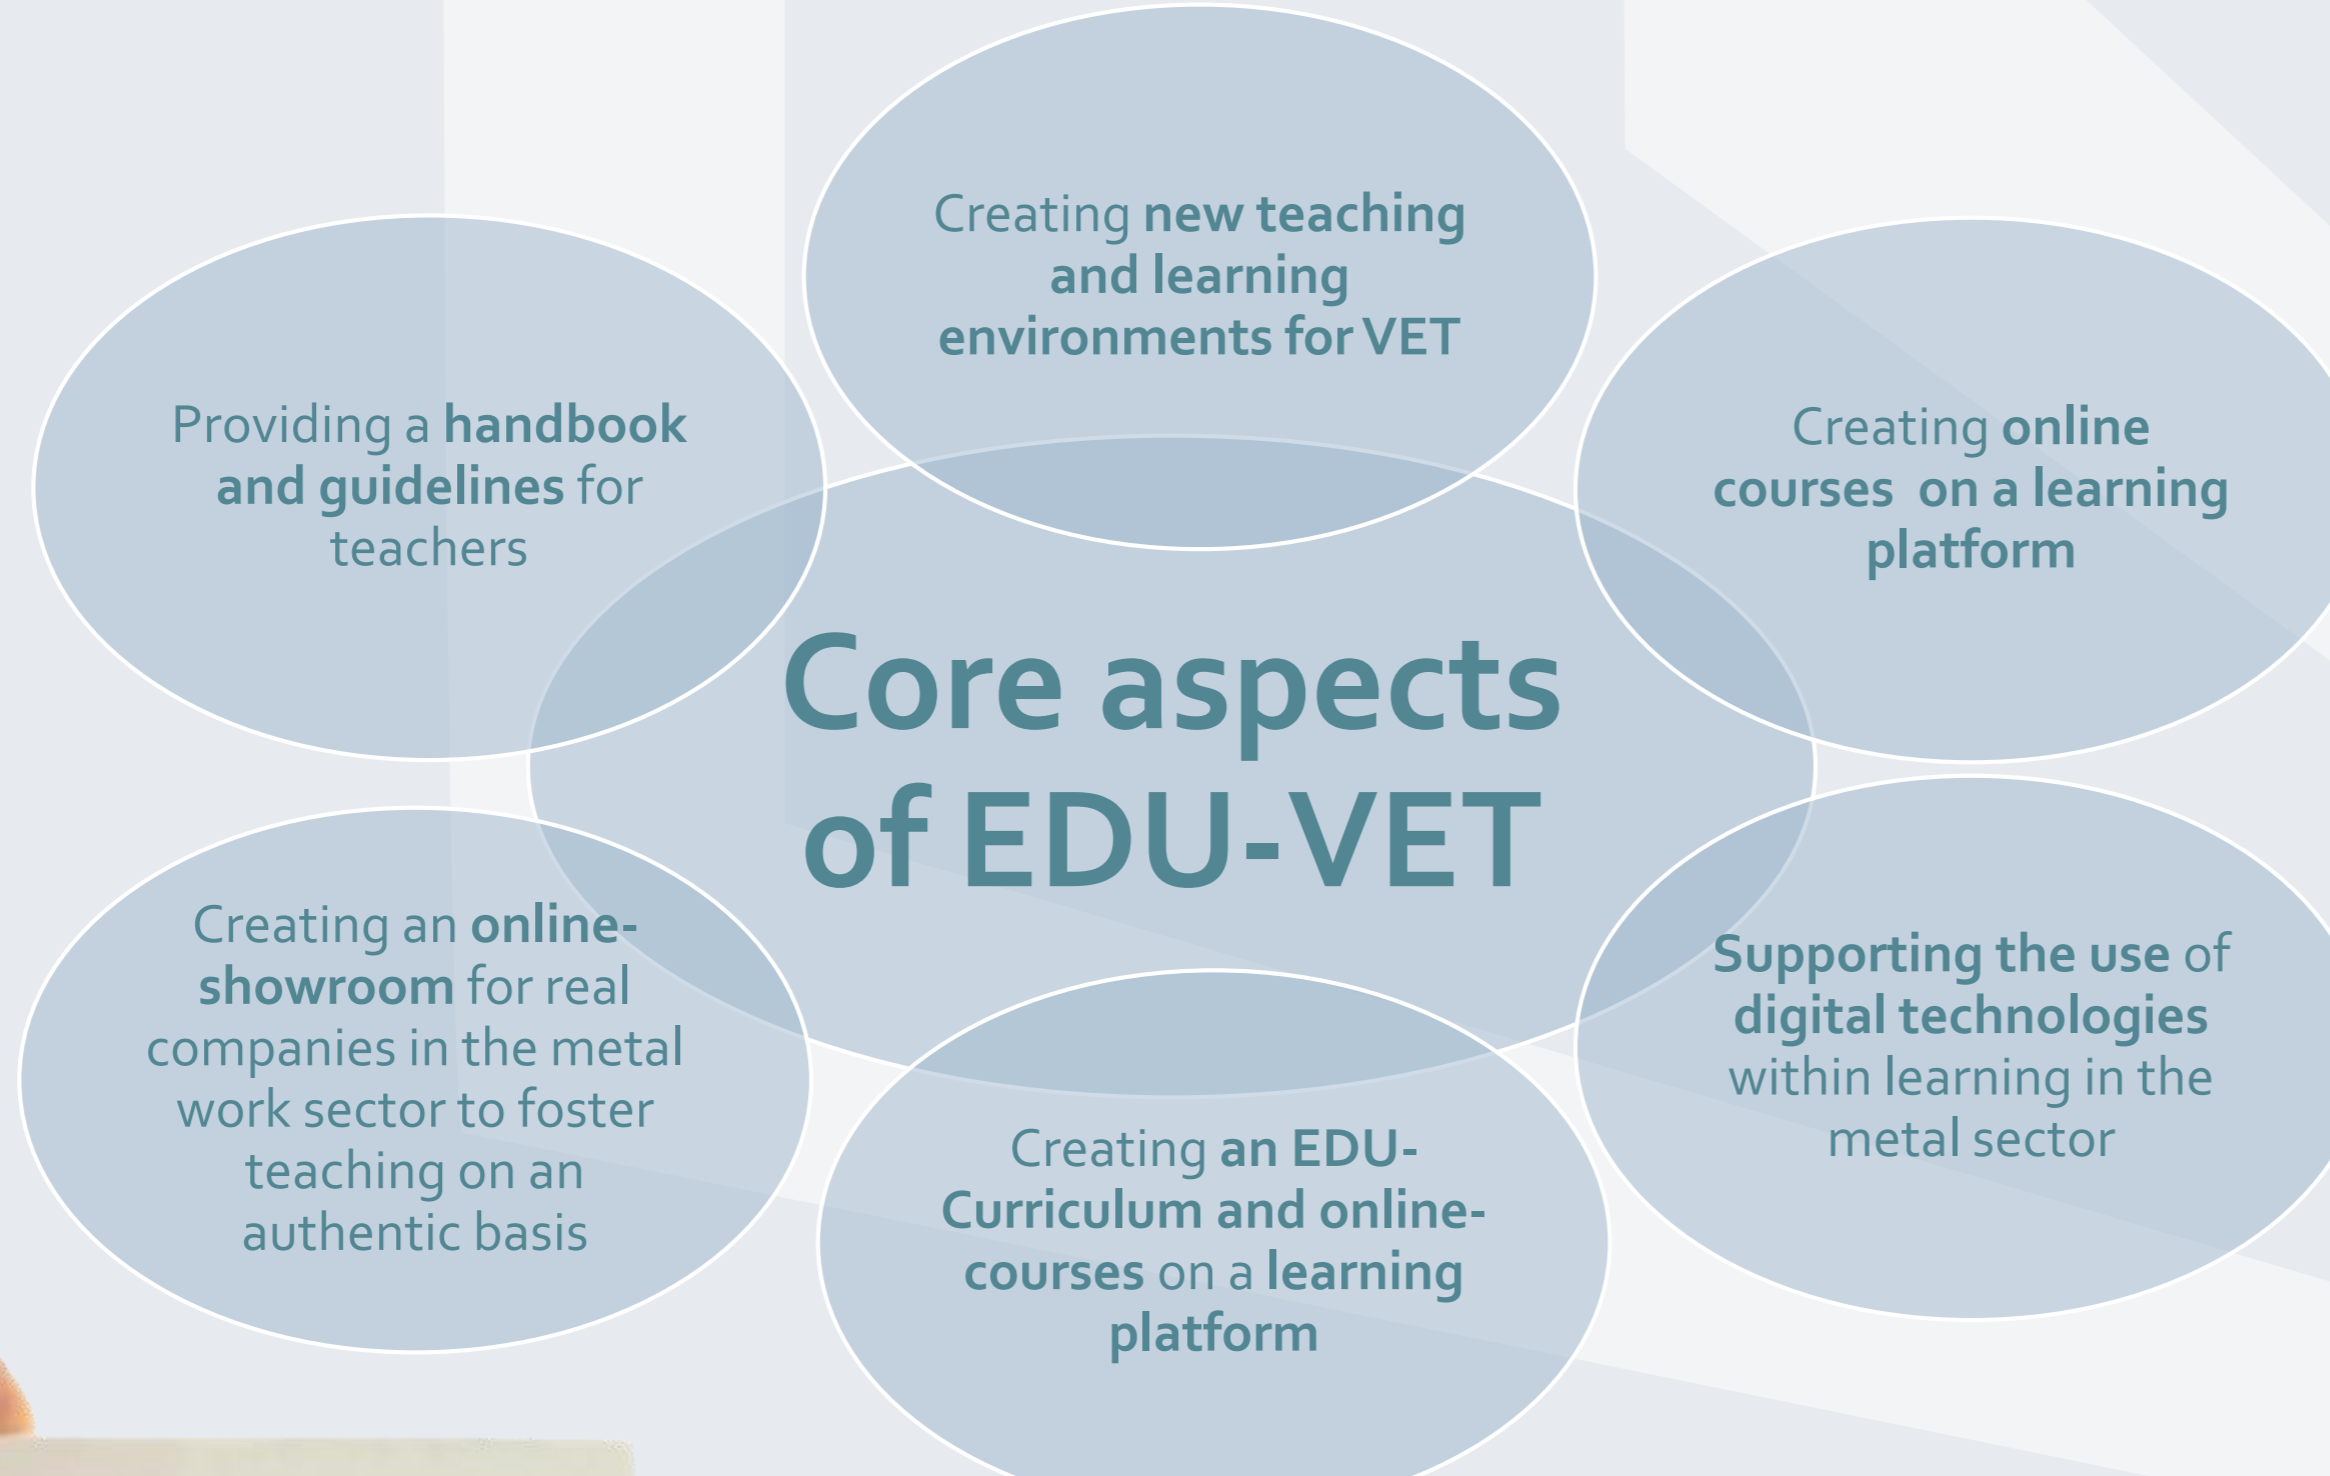 Creating new teaching
and learning
environments for VET
Providing a handbook
and guidelines for
teachers
Creating online
courses  on a learning
platform
Core aspects
of EDU-VET
Creating an online-
showroom for real
companies in the metal
work sector to foster
teaching on an
authentic basis
Supporting the use of
digital technologies
within learning in the
metal sector
Creating an EDU-
Curriculum and online-
courses on a learning
platform